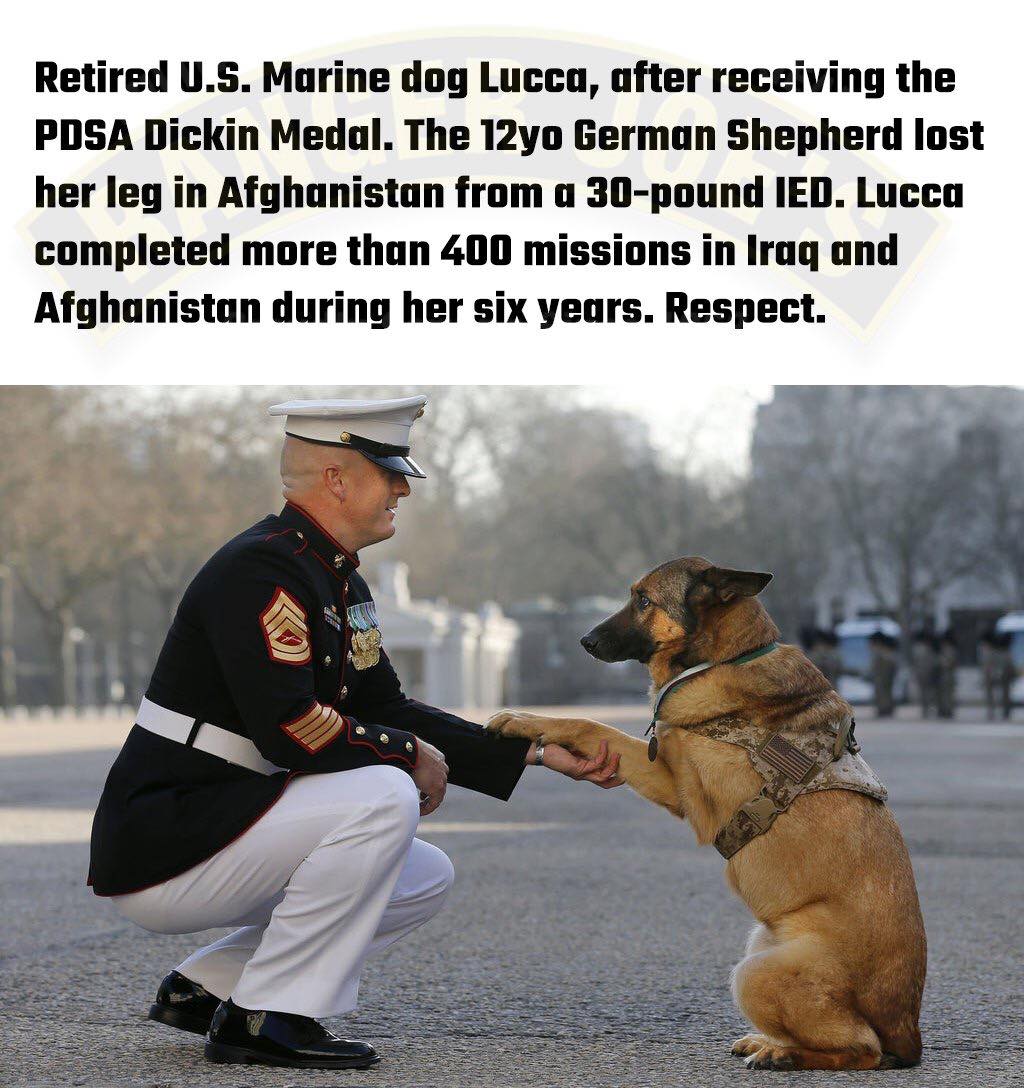 RANGER JOE'S
Retired U.S. Marine dog Lucca, after receiving the
PDSA Dickin Medal. The 12yo German Shepherd lost
her leg in Afghanistan from a 30-pound IED. Lucca
completed more than 400 missions in Iraq and
Afghanistan during her six years. Respect.